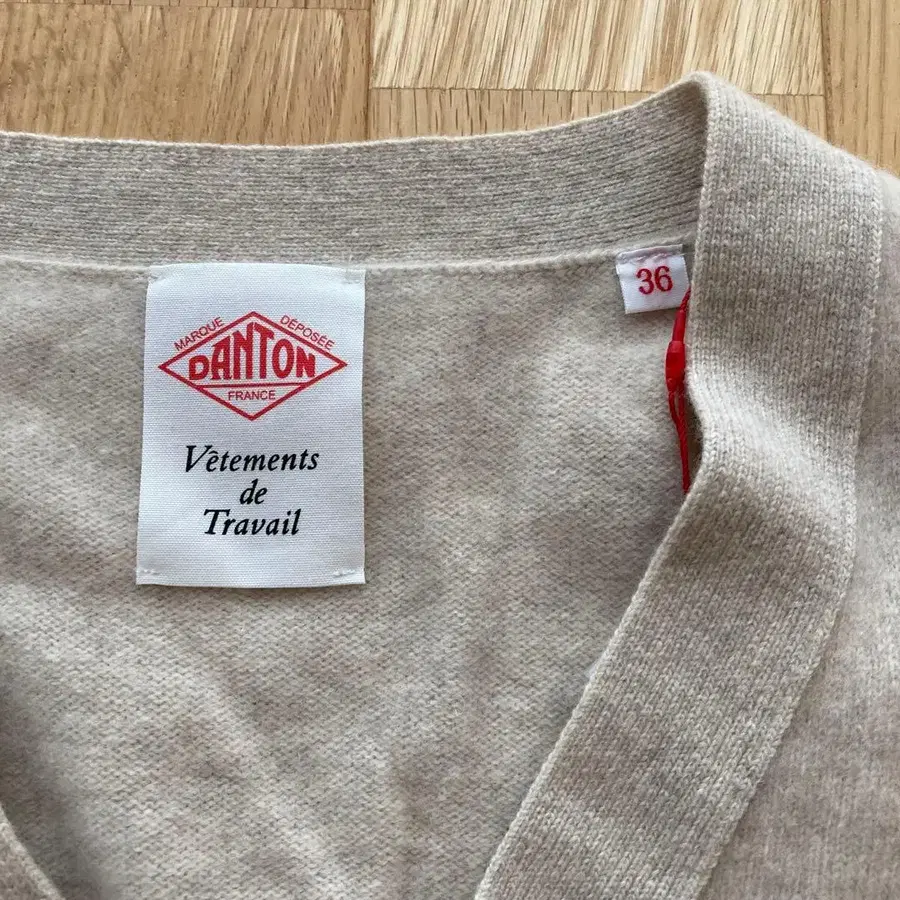 MARQUE DÉPOSÉE
DANTON
FRANCE
Vêtements
de
Travail
36